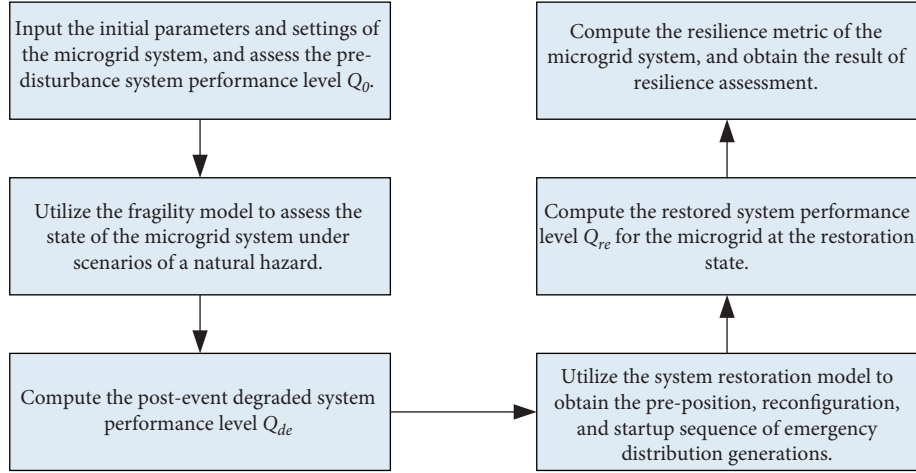 Input the initial parameters and settings
of the microgrid system, and assess the pre-
disturbance system performance level Q0.
Utilize the fragility model to assess the
state of the microgrid system under
scenarios of a natural hazard.
Compute the post-event degraded system
performance level Qde
Utilize the system restoration model to
obtain the pre-position, reconfiguration,
and startup sequence of emergency
distribution generations.
Compute the restored system performance
level Qre for the microgrid at the restoration
state.
Compute the resilience metric of the
microgrid system, and obtain the result of
resilience assessment.